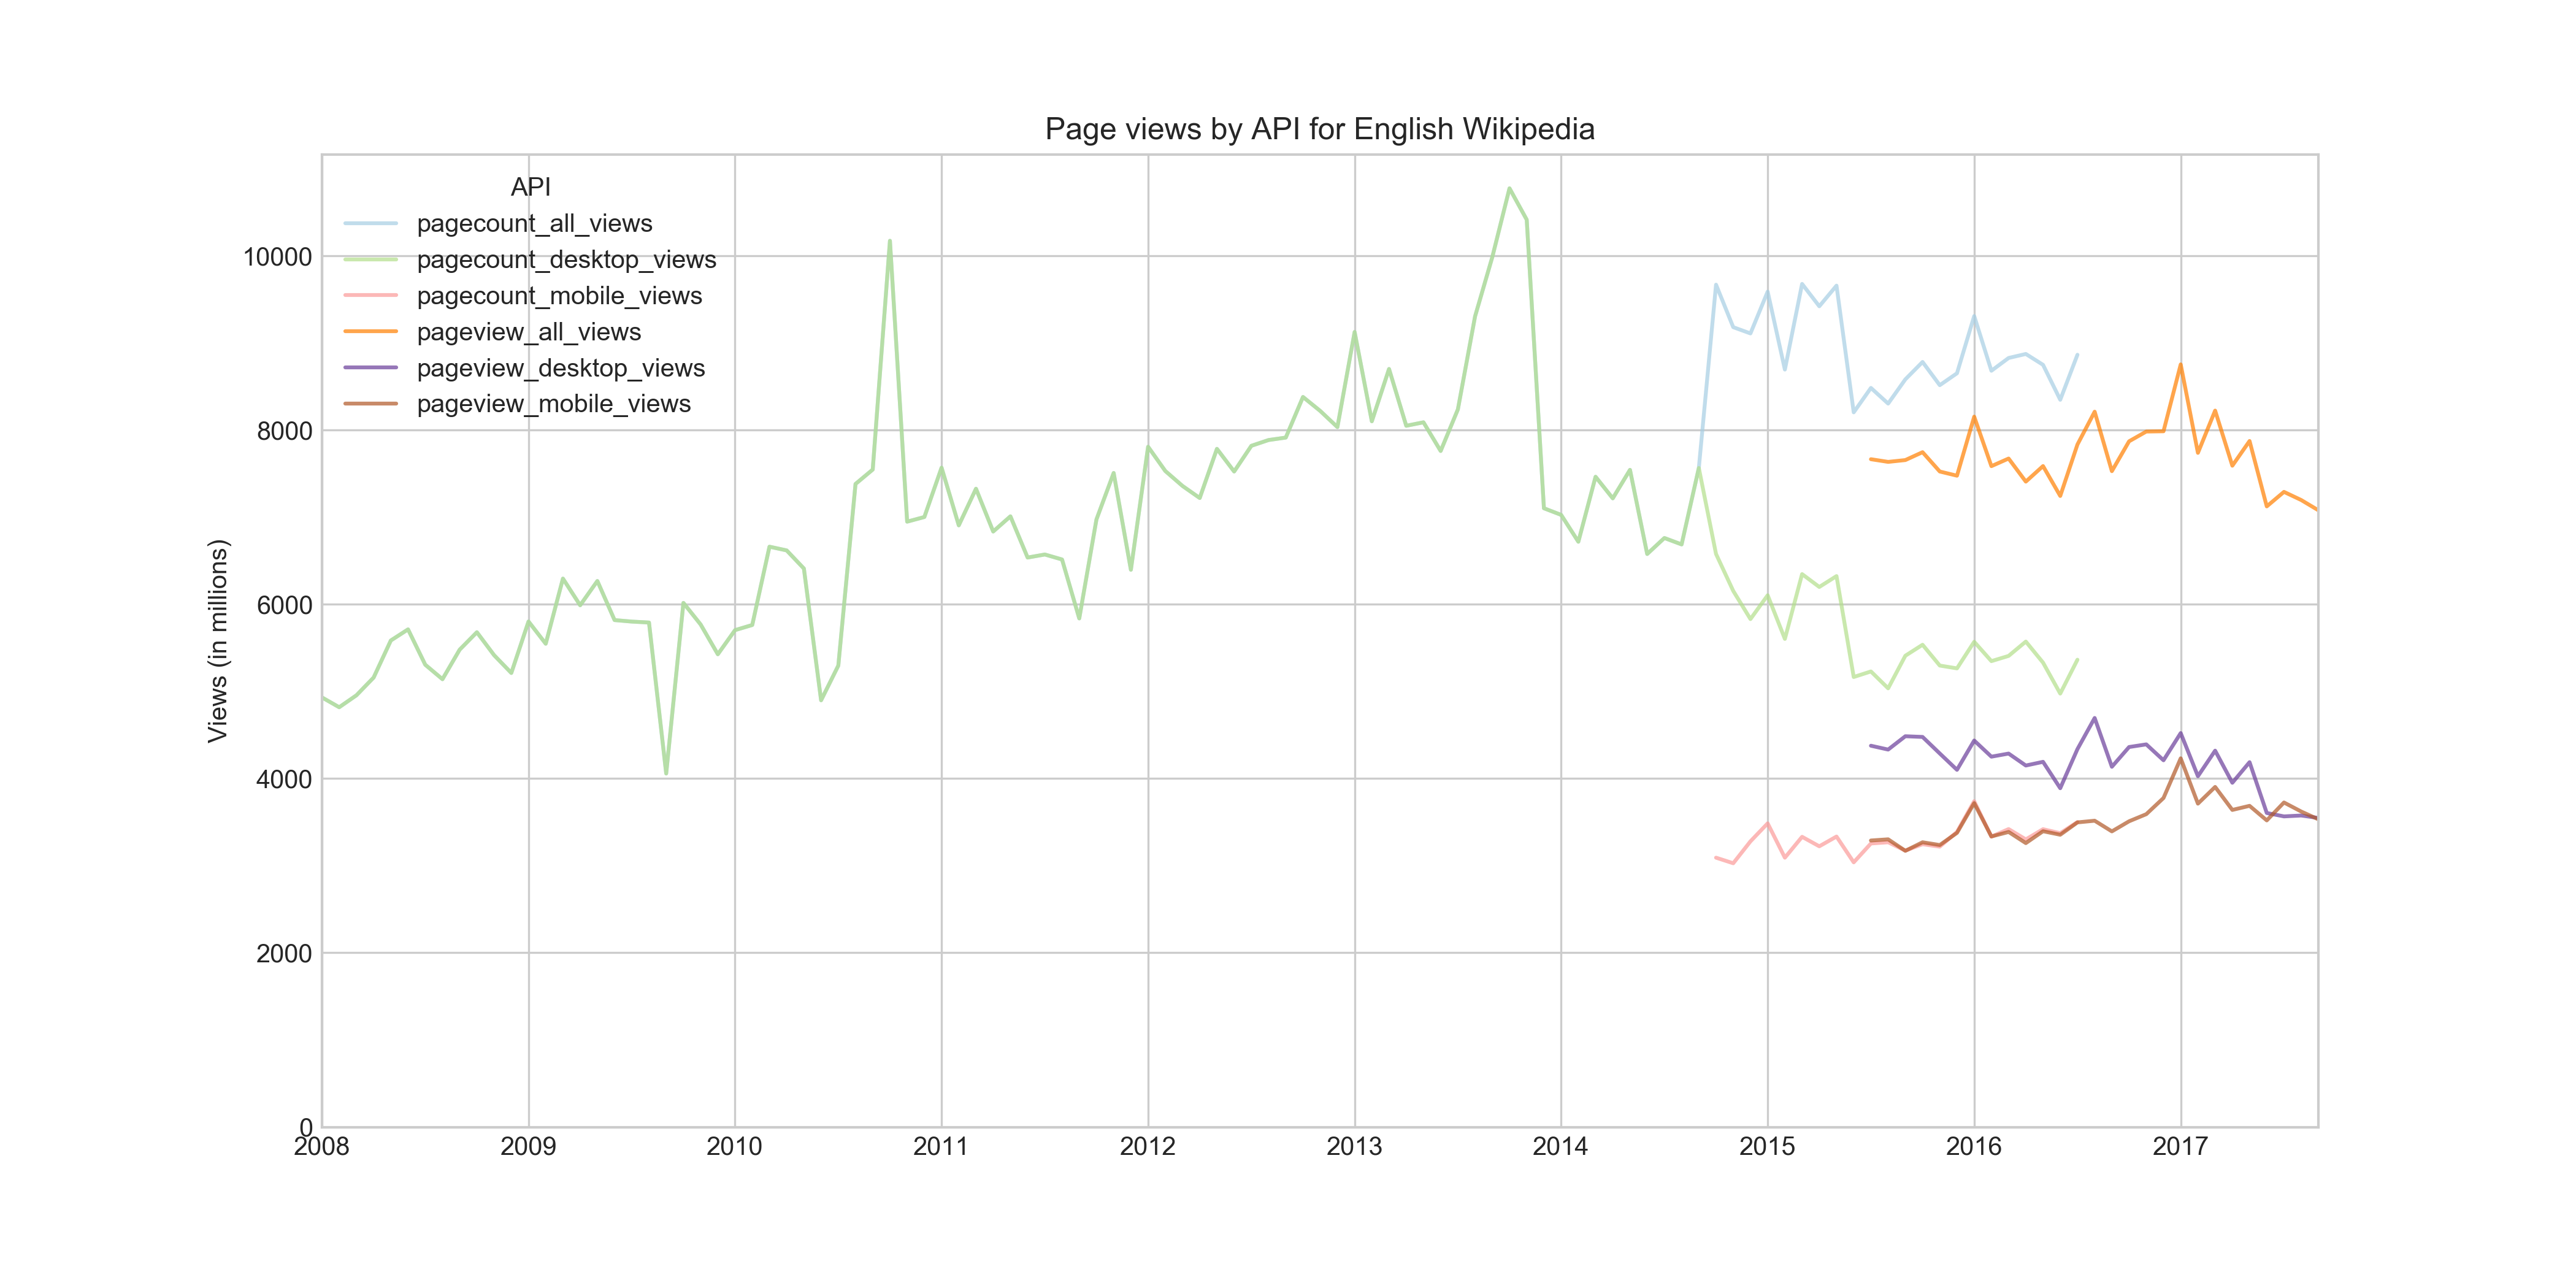 Page views by API for English Wikipedia
API
pagecount_all_views
pagecount_desktop_views
pagecount_mobile_views
pageview_all_views
pageview_desktop_views
pageview_mobile_views
Views (in millions)
10000
8000
6000
4000
2000
0
2008 2009 2010 2011 2012 2013 2014 2015 2016 2017